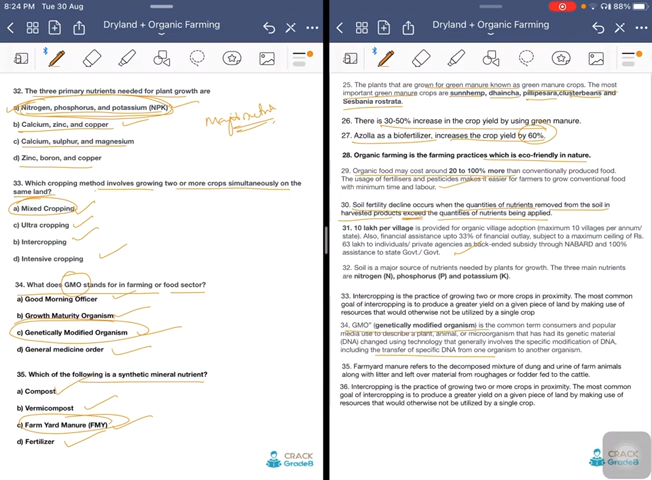 8:24 PM Tue 30 Aug
88%
Dryland + Organic Farming
Dryland + Organic Farming
32. The three primary nutrients needed for plant growth are
a) Nitrogen, phosphorus, and potassium (NPK)
b) Calcium, zinc, and copper
c) Calcium, sulphur, and magnesium
d) Zinc, boron, and copper
33. Which cropping method involves growing two or more crops simultaneously on the
same land?
a) Mixed Cropping
c) Ultra cropping
b) Intercropping
d) Intensive cropping
34. What does GMO stands for in farming or food sector?
a) Good Morning Officer
b) Growth Maturity Organism
c) Genetically Modified Organism
d) General medicine order
35. Which of the following is a synthetic mineral nutrient?
a) Compost
b) Vermicompost
c) Farm Yard Manure (FMY)
d) Fertilizer
CRACK
GradeB
25. The plants that are grown for green manure known as green manure crops. The most
important green manure crops are sunnhemp, dhaincha, pillipesara,clusterbeans and
Sesbania rostrata.
26. There is 30-50% increase in the crop yield by using green manure.
27. Azolla as a biofertilizer, increases the crop yield by 60%.
28. Organic farming is the farming practices which is eco-friendly in nature.
29. Organic food may cost around 20 to 100% more than conventionally produced food.
The usage of fertilisers and pesticides makes it easier for farmers to grow conventional food
with minimum time and labour.
30. Soil fertility decline occurs when the quantities of nutrients removed from the soil in
harvested products exceed the quantities of nutrients being applied.
31. 10 lakh per village is provided for organic village adoption (maximum 10 villages per annum/
State). Also, financial assistance upto 33% of financial outlay, subject to a maximum ceiling of Rs.
63 lakh to individuals/ private agencies as back-ended subsidy through NABARD and 100%
assistance to state Govt./ Govt.
32. Soil is a major source of nutrients needed by plants for growth. The three main nutrients
are nitrogen (N), phosphorus (P) and potassium (K).
33. Intercropping is the practice of growing two or more crops in proximity. The most common
goal of intercropping is to produce a greater yield on a given piece of land by making use of
resources that would otherwise not be utilized by a single crop
34. GMO" (genetically modified organism) is the common term consumers and popular
media use to describe a plant, animal, or microorganism that has had its genetic material
(DNA) changed using technology that generally involves the specific modification of DNA,
including the transfer of specific DNA from one organism to another organism.
35. Farmyard manure refers to the decomposed mixture of dung and urine of farm animals
along with litter and left over material from roughages or fodder fed to the cattle.
36. Intercropping is the practice of growing two or more crops in proximity. The most common
goal of intercropping is to produce a greater yield on a given piece of land by making use of
resources that would otherwise not be utilized by a single crop.
CRACK
GradeB